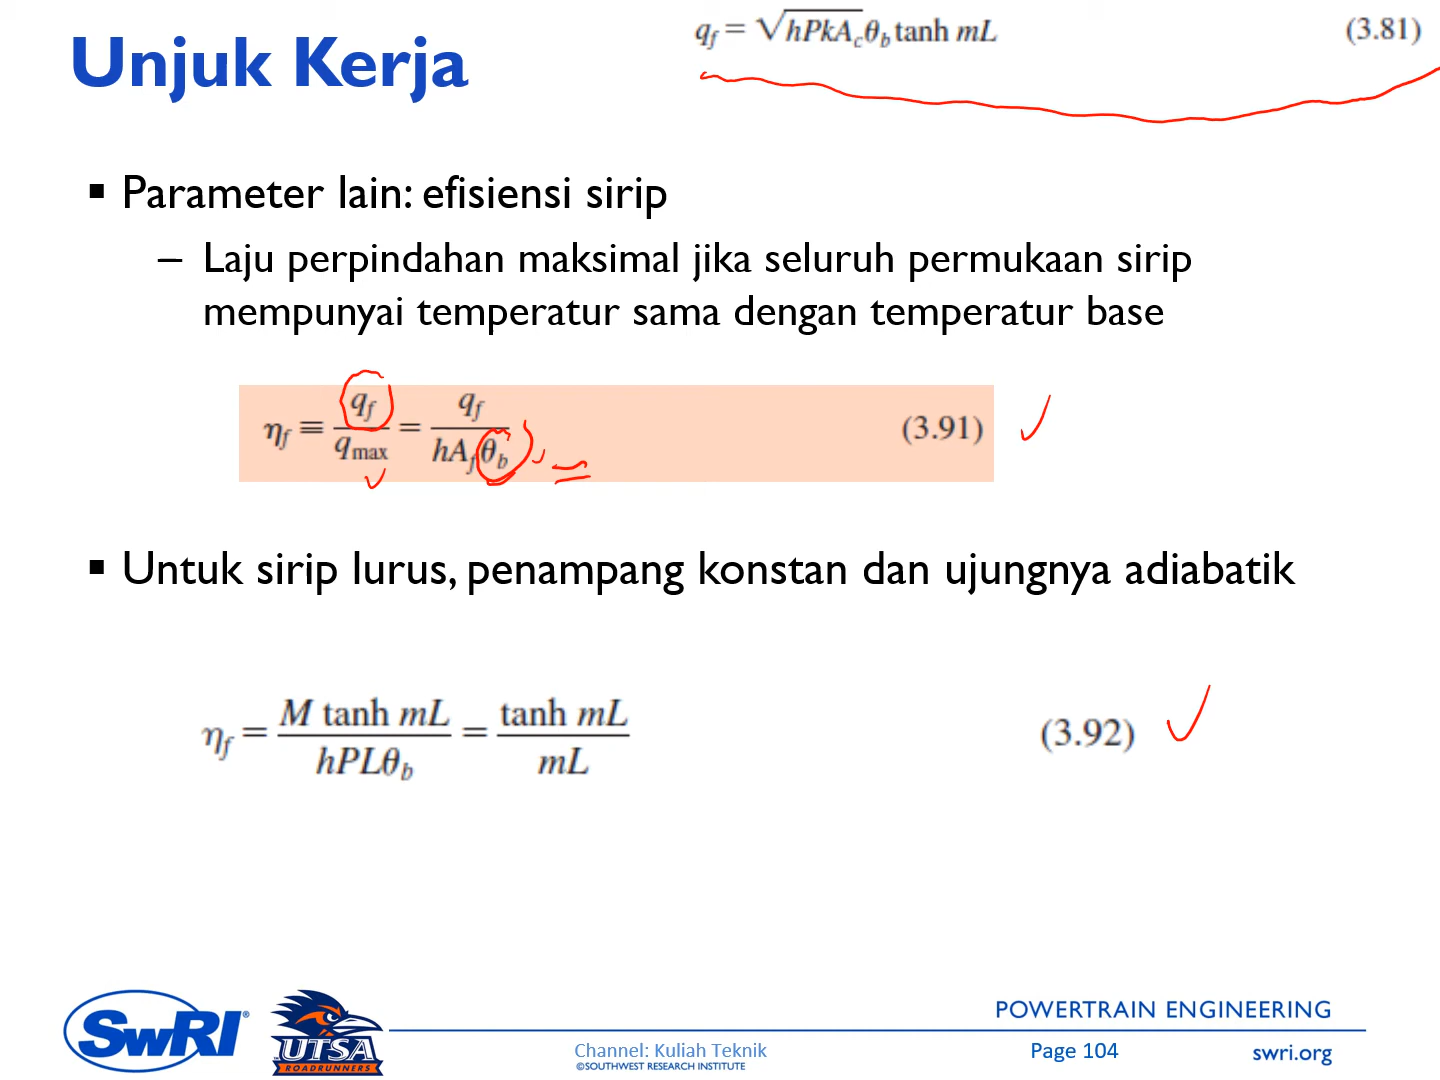 Unjuk Kerja
q_f = √hPkA_c θ_b tanh mL (3.81)
▪ Parameter lain: efisiensi sirip
– Laju perpindahan maksimal jika seluruh permukaan sirip
mempunyai temperatur sama dengan temperatur base
η_f ≡ q_f / q_max = q_f / hA_f θ_b (3.91)
▪ Untuk sirip lurus, penampang konstan dan ujungnya adiabatik
η_f = M tanh mL / hPLθ_b = tanh mL / mL (3.92)
SwRI®
UTSA
ROADRUNNERS
POWERTRAIN ENGINEERING
Channel: Kuliah Teknik
©SOUTHWEST RESEARCH INSTITUTE
Page 104
swri.org